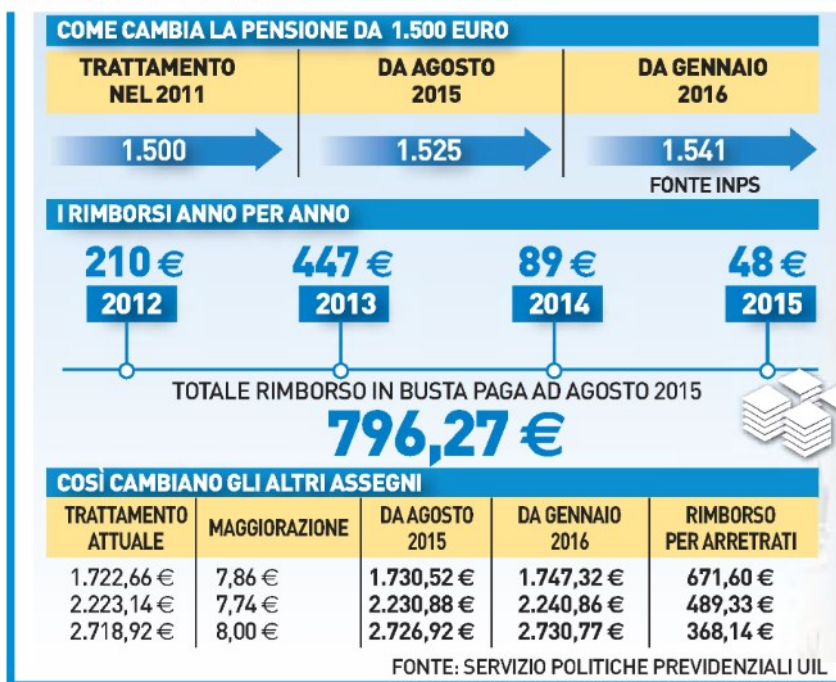 COME CAMBIA LA PENSIONE DA 1.500 EURO
TRATTAMENTO NEL 2011
DA AGOSTO 2015
DA GENNAIO 2016
1.500
1.525
1.541
FONTE INPS
I RIMBORSI ANNO PER ANNO
210 € 447 € 89 € 48 €
2012 2013 2014 2015
TOTALE RIMBORSO IN BUSTA PAGA AD AGOSTO 2015
796,27 €
COSÌ CAMBIANO GLI ALTRI ASSEGNI
TRATTAMENTO ATTUALE
MAGGIORAZIONE
DA AGOSTO 2015
DA GENNAIO 2016
RIMBORSO PER ARRETRATI
1.722,66 € 7,86 € 1.730,52 € 1.747,32 € 671,60 €
2.223,14 € 7,74 € 2.230,88 € 2.240,86 € 489,33 €
2.718,92 € 8,00 € 2.726,92 € 2.730,77 € 368,14 €
FONTE: SERVIZIO POLITICHE PREVIDENZIALI UIL